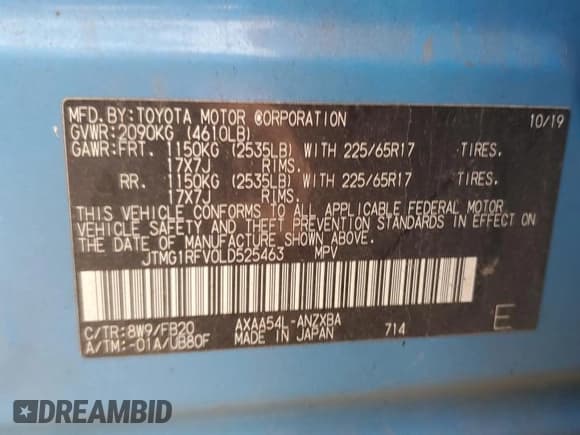 MFD.BY:TOYOTA MOTOR CORPORATION 10/19
GVWR:2090KG (4610LB)
GAWR:FRT. 1150KG (2535LB) WITH 225/65R17 TIRES.
17X7J RIMS.
RR. 1150KG (2535LB) WITH 225/65R17 TIRES.
17X7J RIMS.
THIS VEHICLE CONFORMS TO ALL APPLICABLE FEDERAL MOTOR
VEHICLE SAFETY AND THEFT PREVENTION STANDARDS IN EFFECT ON
THE DATE OF MANUFACTURE SHOWN ABOVE.
JTMG1RFV0LD525463 MPV
C/TR:8W9/FB20 AXAA54L-ANZXBA 714 E
A/TM:-01A/UB80F MADE IN JAPAN
DREAMBID